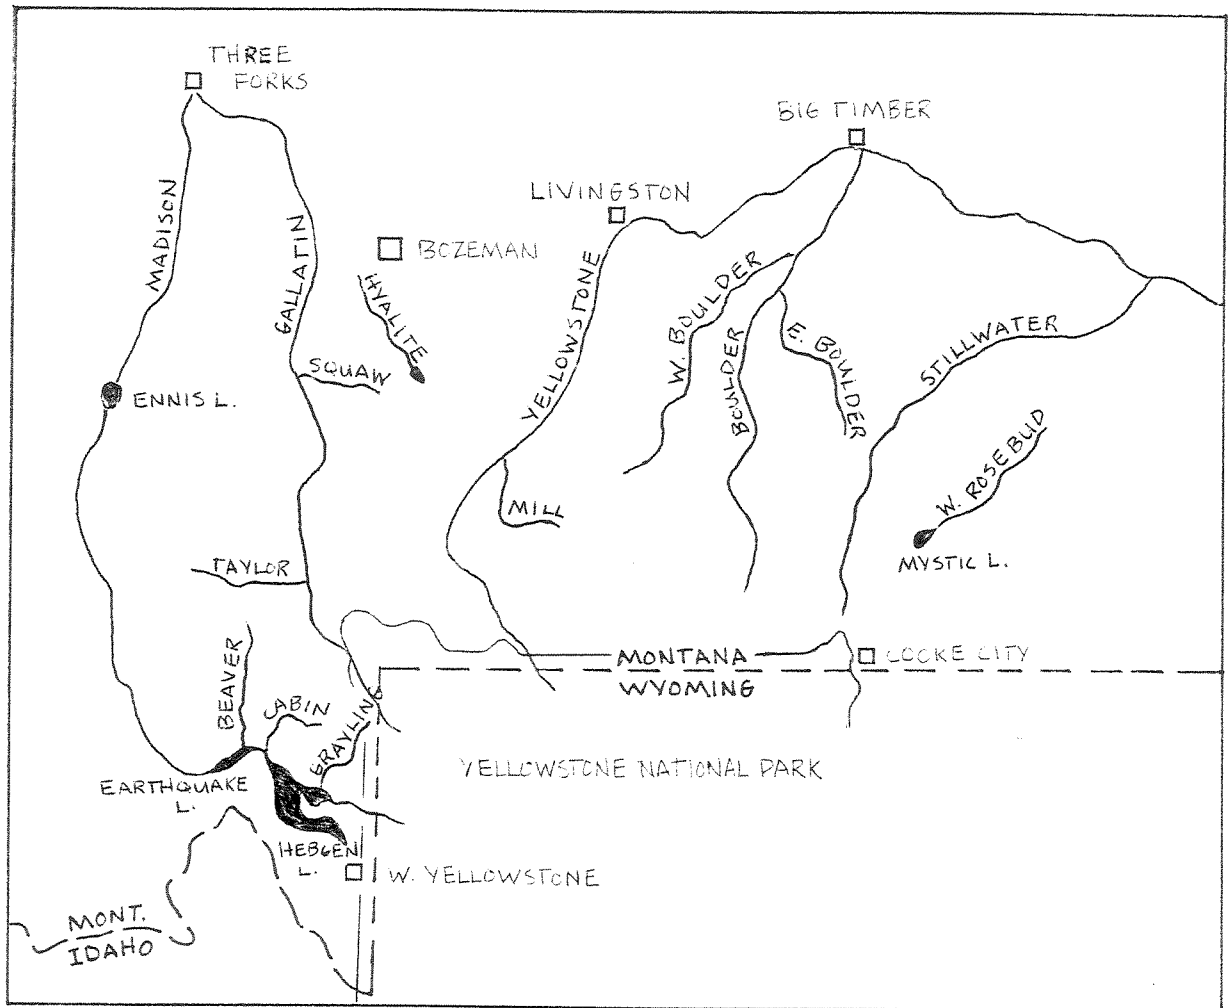 THREE
FORKS
BIG TIMBER
LIVINGSTON
MADISON
GALLATIN
BOZEMAN
HYALITE
YELLOWSTONE
W. BOULDER
BOULDER
E. BOULDER
STILLWATER
SQUAW
ENNIS L.
W. ROSEBUD
MILL
MYSTIC L.
TAYLOR
BEAVER
CABIN
GRAYLING
MONTANA
WYOMING
COOKE CITY
YELLOWSTONE NATIONAL PARK
EARTHQUAKE
L.
HEBGEN
L.
W. YELLOWSTONE
MONT.
IDAHO